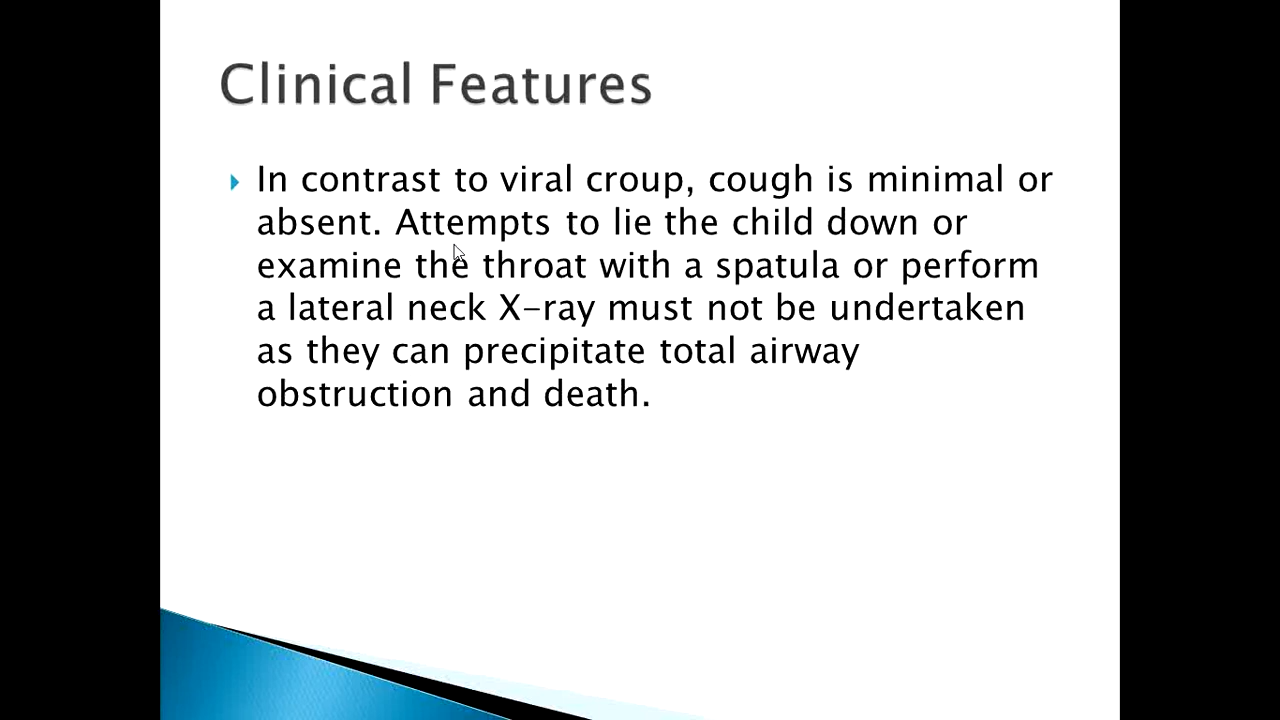 Clinical Features
In contrast to viral croup, cough is minimal or
absent. Attempts to lie the child down or
examine the throat with a spatula or perform
a lateral neck X-ray must not be undertaken
as they can precipitate total airway
obstruction and death.